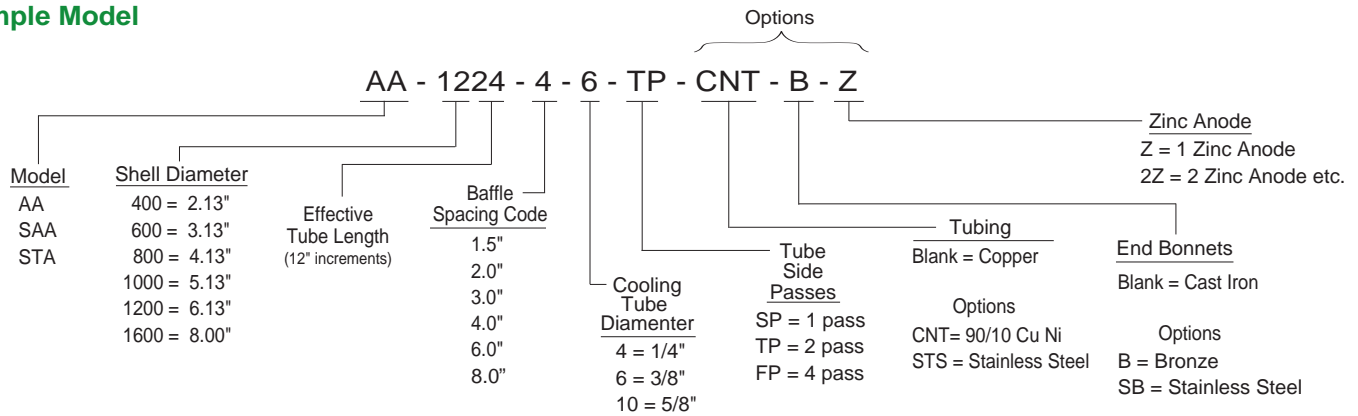 mple Model
Options
AA - 1224 - 4 - 6 - TP - CNT - B - Z
Model
AA
SAA
STA
Shell Diameter
400 = 2.13"
600 = 3.13"
800 = 4.13"
1000 = 5.13"
1200 = 6.13"
1600 = 8.00"
Effective
Tube Length
(12" increments)
Baffle
Spacing Code
1.5"
2.0"
3.0"
4.0"
6.0"
8.0”
Cooling
Tube
Diamenter
4 = 1/4"
6 = 3/8"
10 = 5/8"
Tube
Side
Passes
SP = 1 pass
TP = 2 pass
FP = 4 pass
Tubing
Blank = Copper
Options
CNT= 90/10 Cu Ni
STS = Stainless Steel
End Bonnets
Blank = Cast Iron
Options
B = Bronze
SB = Stainless Steel
Zinc Anode
Z = 1 Zinc Anode
2Z = 2 Zinc Anode etc.